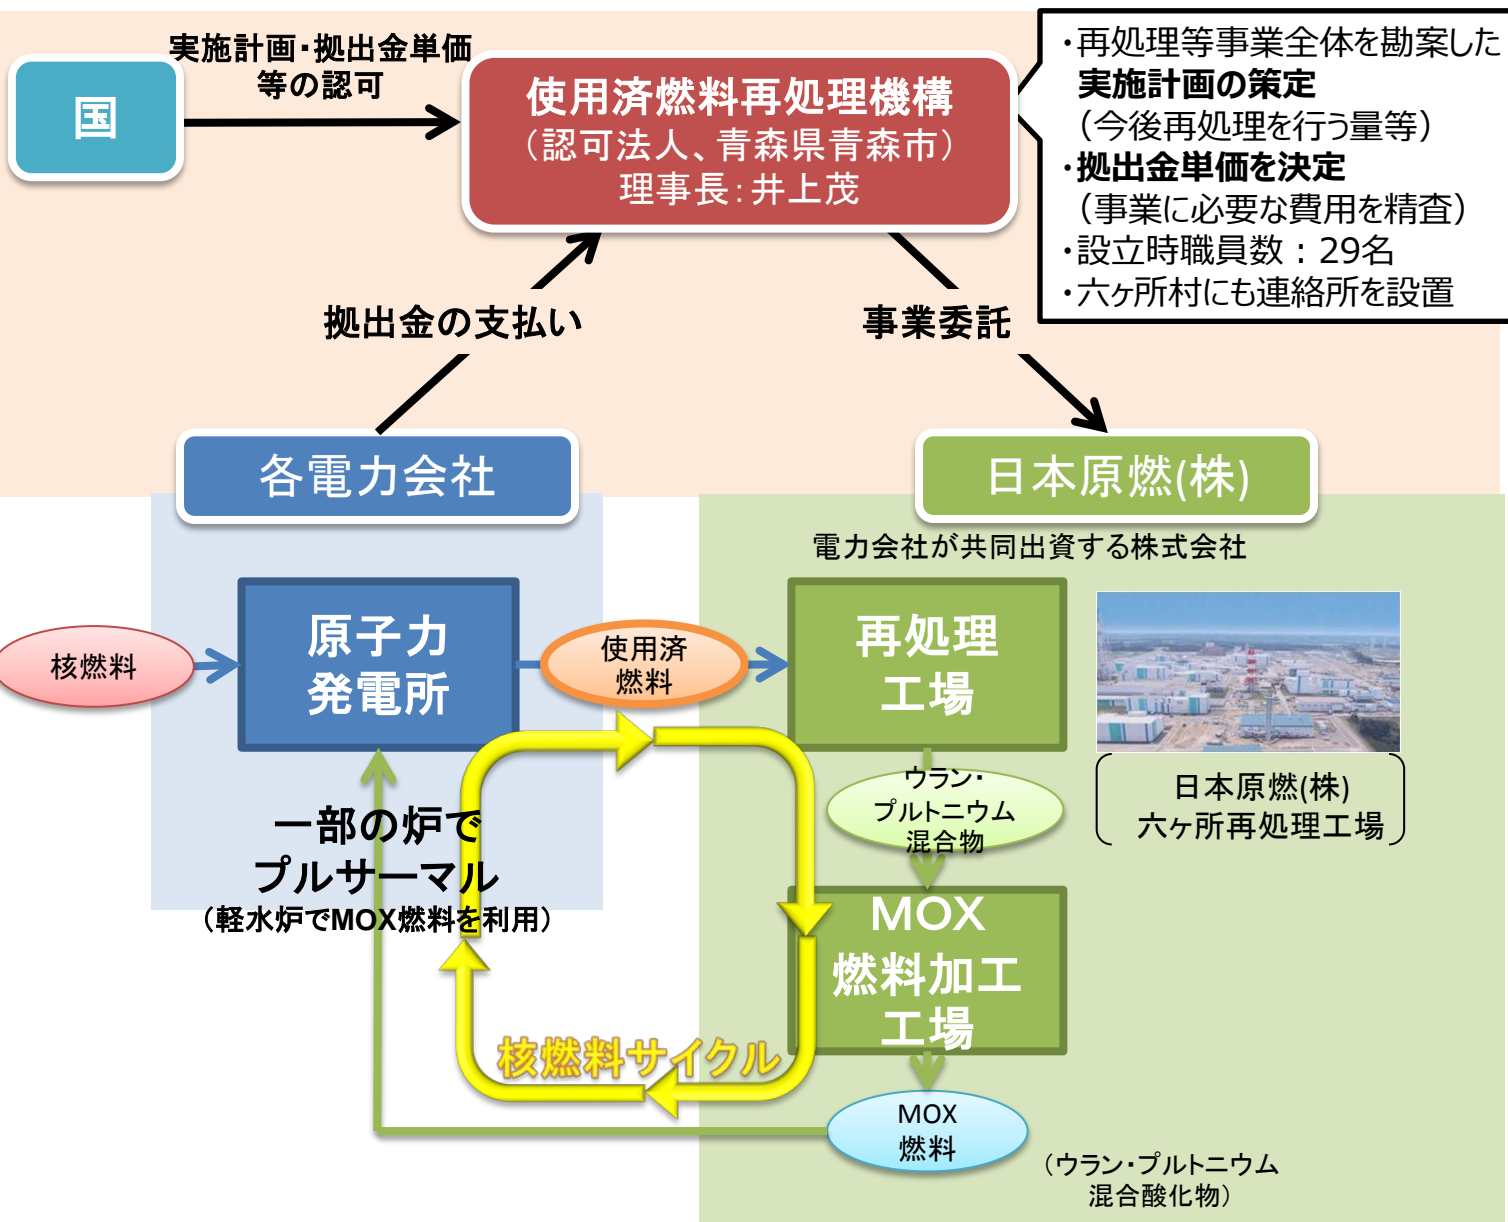 実施計画・拠出金単価
等の認可
国
使用済燃料再処理機構
（認可法人、青森県青森市）
理事長：井上茂
・再処理等事業全体を勘案した
実施計画の策定
（今後再処理を行う量等）
・拠出金単価を決定
（事業に必要な費用を精査）
・設立時職員数：29名
・六ヶ所村にも連絡所を設置
拠出金の支払い
事業委託
各電力会社
日本原燃(株)
電力会社が共同出資する株式会社
核燃料
原子力
発電所
使用済
燃料
再処理
工場
ウラン・
プルトニウム
混合物
日本原燃(株)
六ヶ所再処理工場
一部の炉で
プルサーマル
（軽水炉でMOX燃料を利用）
MOX
燃料加工
工場
核燃料サイクル
MOX
燃料
（ウラン・プルトニウム
混合酸化物）